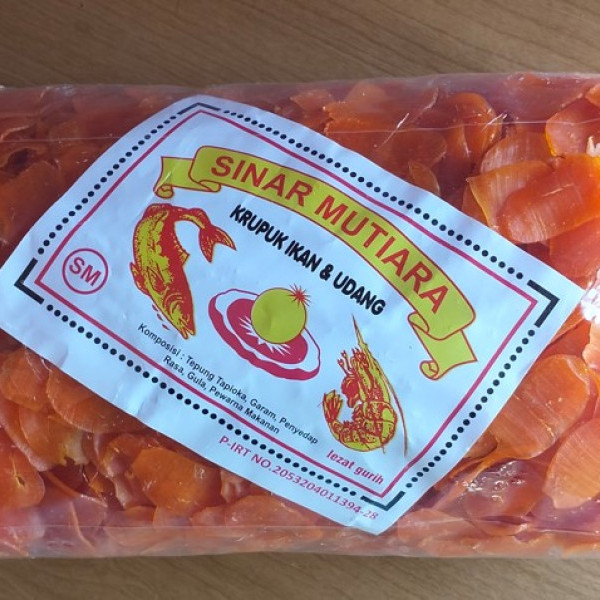 SINAR MUTIARA
KRUPUK IKAN & UDANG
SM
Komposisi : Tepung Tapioka, Garam, Penyedap
Rasa, Gula, Pewarna Makanan
lezat gurih
P-IRT NO.2053204011394-28